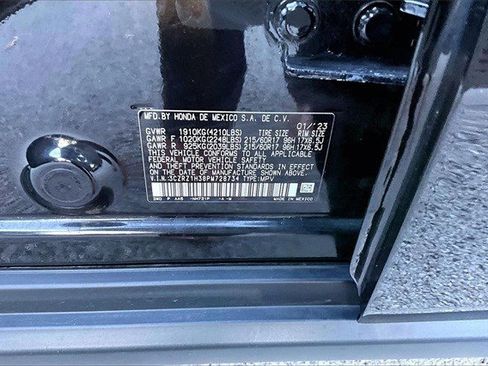 MFD. BY HONDA DE MEXICO S.A. DE C.V.
01/'23
GVWR 1910KG(4210LBS) TIRE SIZE RIM SIZE
GAWR F 1020KG(2248LBS) 215/60R17 96H 17X6.5J
GAWR R 925KG(2039LBS) 215/60R17 96H 17X6.5J
THIS VEHICLE CONFORMS TO ALL APPLICABLE
FEDERAL MOTOR VEHICLE SAFETY
AND THEFT PREVENTION STANDARDS IN EFFECT
ON THE DATE OF MANUFACTURE SHOWN ABOVE.
V.I.N.: 3CZRZ1H38PM728734 TYPE: MPV
3W0 P AAB NH731P A M MADE IN MEXICO